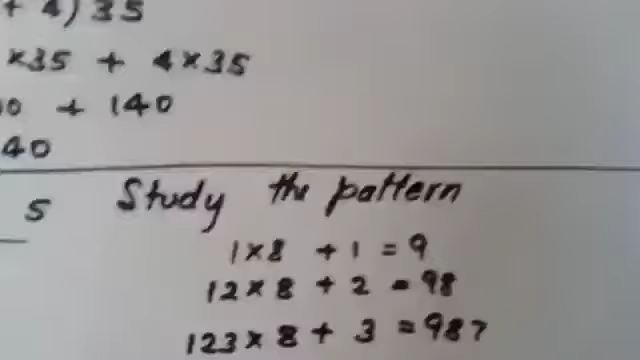 + 4) 35
×35 + 4×35
00 + 140
40
5 Study the pattern
1×8 + 1 = 9
12×8 + 2 = 98
123×8 + 3 = 987